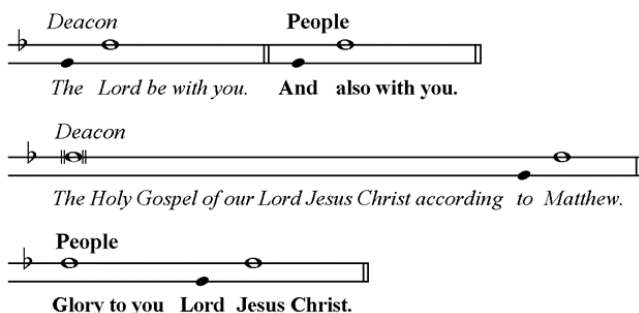 Deacon People
The Lord be with you. And also with you.
Deacon
The Holy Gospel of our Lord Jesus Christ according to Matthew.
People
Glory to you Lord Jesus Christ.